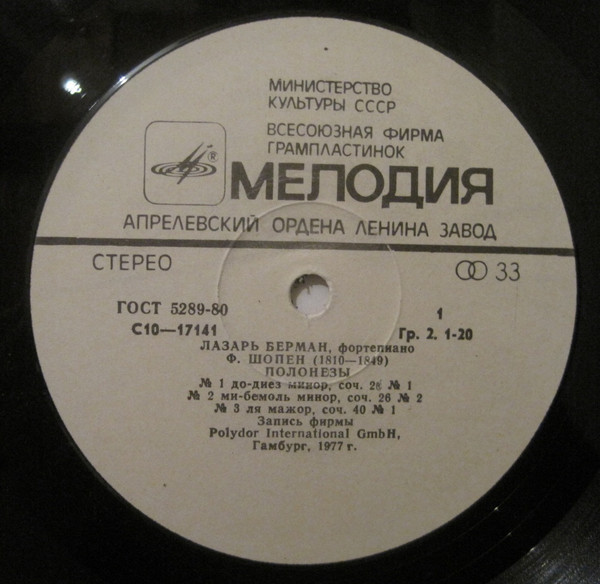 МИНИСТЕРСТВО
КУЛЬТУРЫ СССР
ВСЕСОЮЗНАЯ ФИРМА
ГРАМПЛАСТИНОК
®
МЕЛОДИЯ
АПРЕЛЕВСКИЙ ОРДЕНА ЛЕНИНА ЗАВОД
СТЕРЕО 33
ГОСТ 5289-80 1
С10—17141 Гр. 2. 1-20
ЛАЗАРЬ БЕРМАН, фортепиано
Ф. ШОПЕН (1810—1849)
ПОЛОНЕЗЫ
№ 1 до-диез минор, соч. 26 № 1
№ 2 ми-бемоль минор, соч. 26 № 2
№ 3 ля мажор, соч. 40 № 1
Запись фирмы
Polydor International GmbH,
Гамбург, 1977 г.